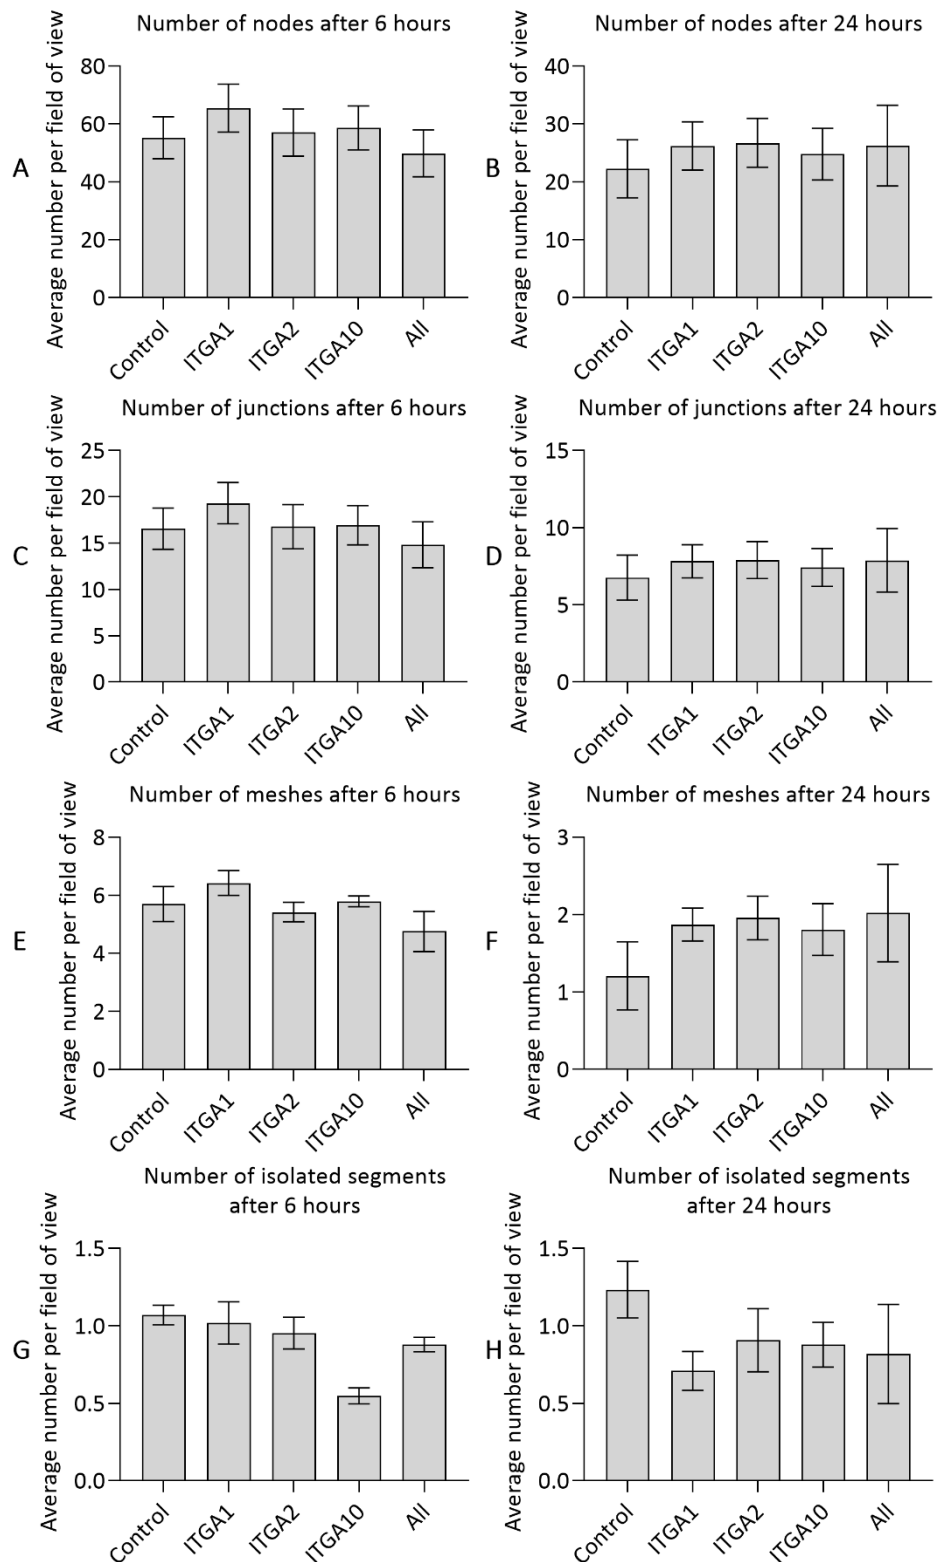 Number of nodes after 6 hours
A
Average number per field of view
80
60
40
20
0
Control
ITGA1
ITGA2
ITGA10
All
Number of nodes after 24 hours
B
Average number per field of view
40
30
20
10
0
Control
ITGA1
ITGA2
ITGA10
All
Number of junctions after 6 hours
C
Average number per field of view
25
20
15
10
5
0
Control
ITGA1
ITGA2
ITGA10
All
Number of junctions after 24 hours
D
Average number per field of view
15
10
5
0
Control
ITGA1
ITGA2
ITGA10
All
Number of meshes after 6 hours
E
Average number per field of view
8
6
4
2
0
Control
ITGA1
ITGA2
ITGA10
All
Number of meshes after 24 hours
F
Average number per field of view
3
2
1
0
Control
ITGA1
ITGA2
ITGA10
All
Number of isolated segments
after 6 hours
G
Average number per field of view
1.5
1.0
0.5
0.0
Control
ITGA1
ITGA2
ITGA10
All
Number of isolated segments
after 24 hours
H
Average number per field of view
1.5
1.0
0.5
0.0
Control
ITGA1
ITGA2
ITGA10
All